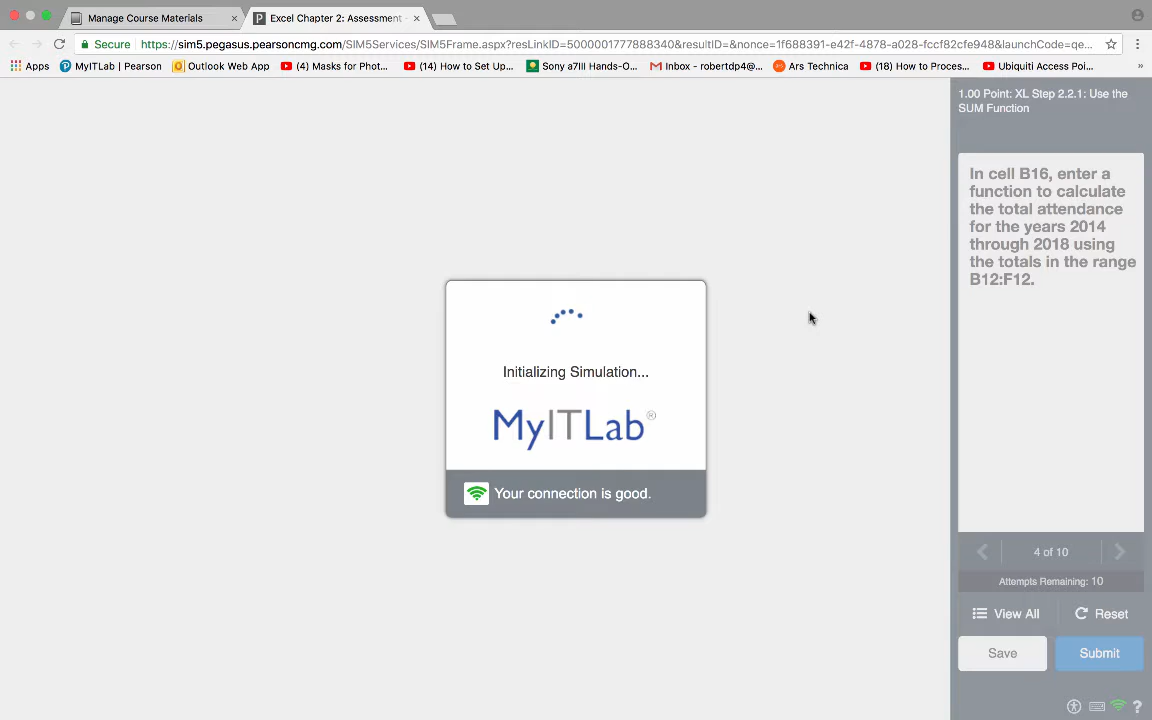 Manage Course Materials ×
Excel Chapter 2: Assessment - ×
Secure https://sim5.pegasus.pearsoncmg.com/SIM5Services/SIM5Frame.aspx?resLinkID=5000001777888340&resultID=&nonce=1f688391-e42f-4878-a028-fccf82cfe948&launchCode=qe...
Apps MyITLab | Pearson Outlook Web App (4) Masks for Phot... (14) How to Set Up,... Sony a7III Hands-O... Inbox - robertdp4@... Ars Technica (18) How to Proces... Ubiquiti Access Poi... »
1.00 Point: XL Step 2.2.1: Use the
SUM Function
In cell B16, enter a
function to calculate
the total attendance
for the years 2014
through 2018 using
the totals in the range
B12:F12.
Initializing Simulation...
MyITLab®
Your connection is good.
4 of 10
Attempts Remaining: 10
View All Reset
Save Submit
?